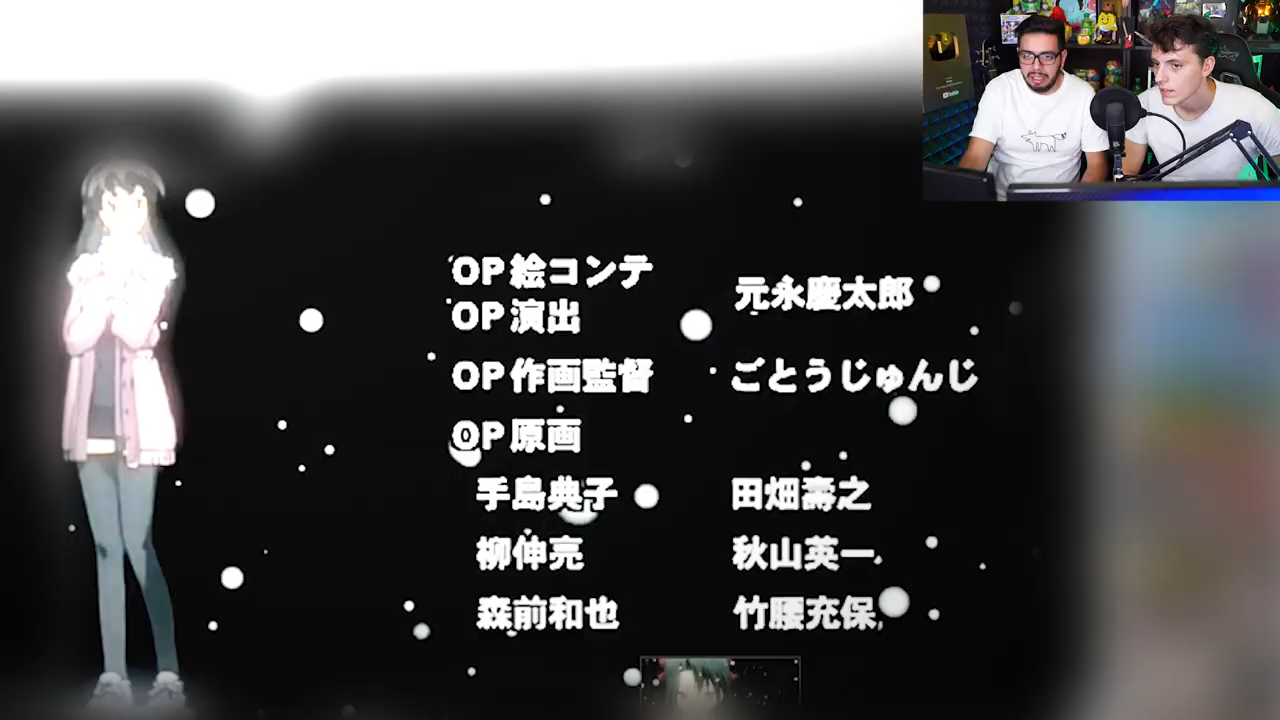 OP絵コンテ
OP演出
元永慶太郎
OP作画監督 ごとうじゅんじ
OP原画
手島典子 田畑壽之
柳伸亮 秋山英一
森前和也 竹腰充保